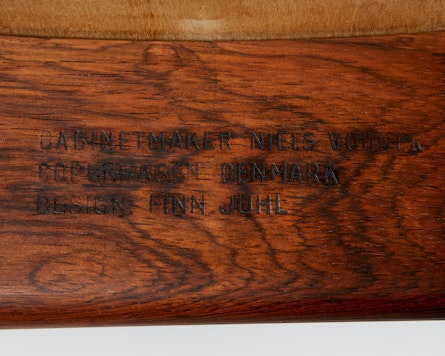 CABINETMAKER NIELS VODDER
COPENHAGEN DENMARK
DESIGN: FINN JUHL